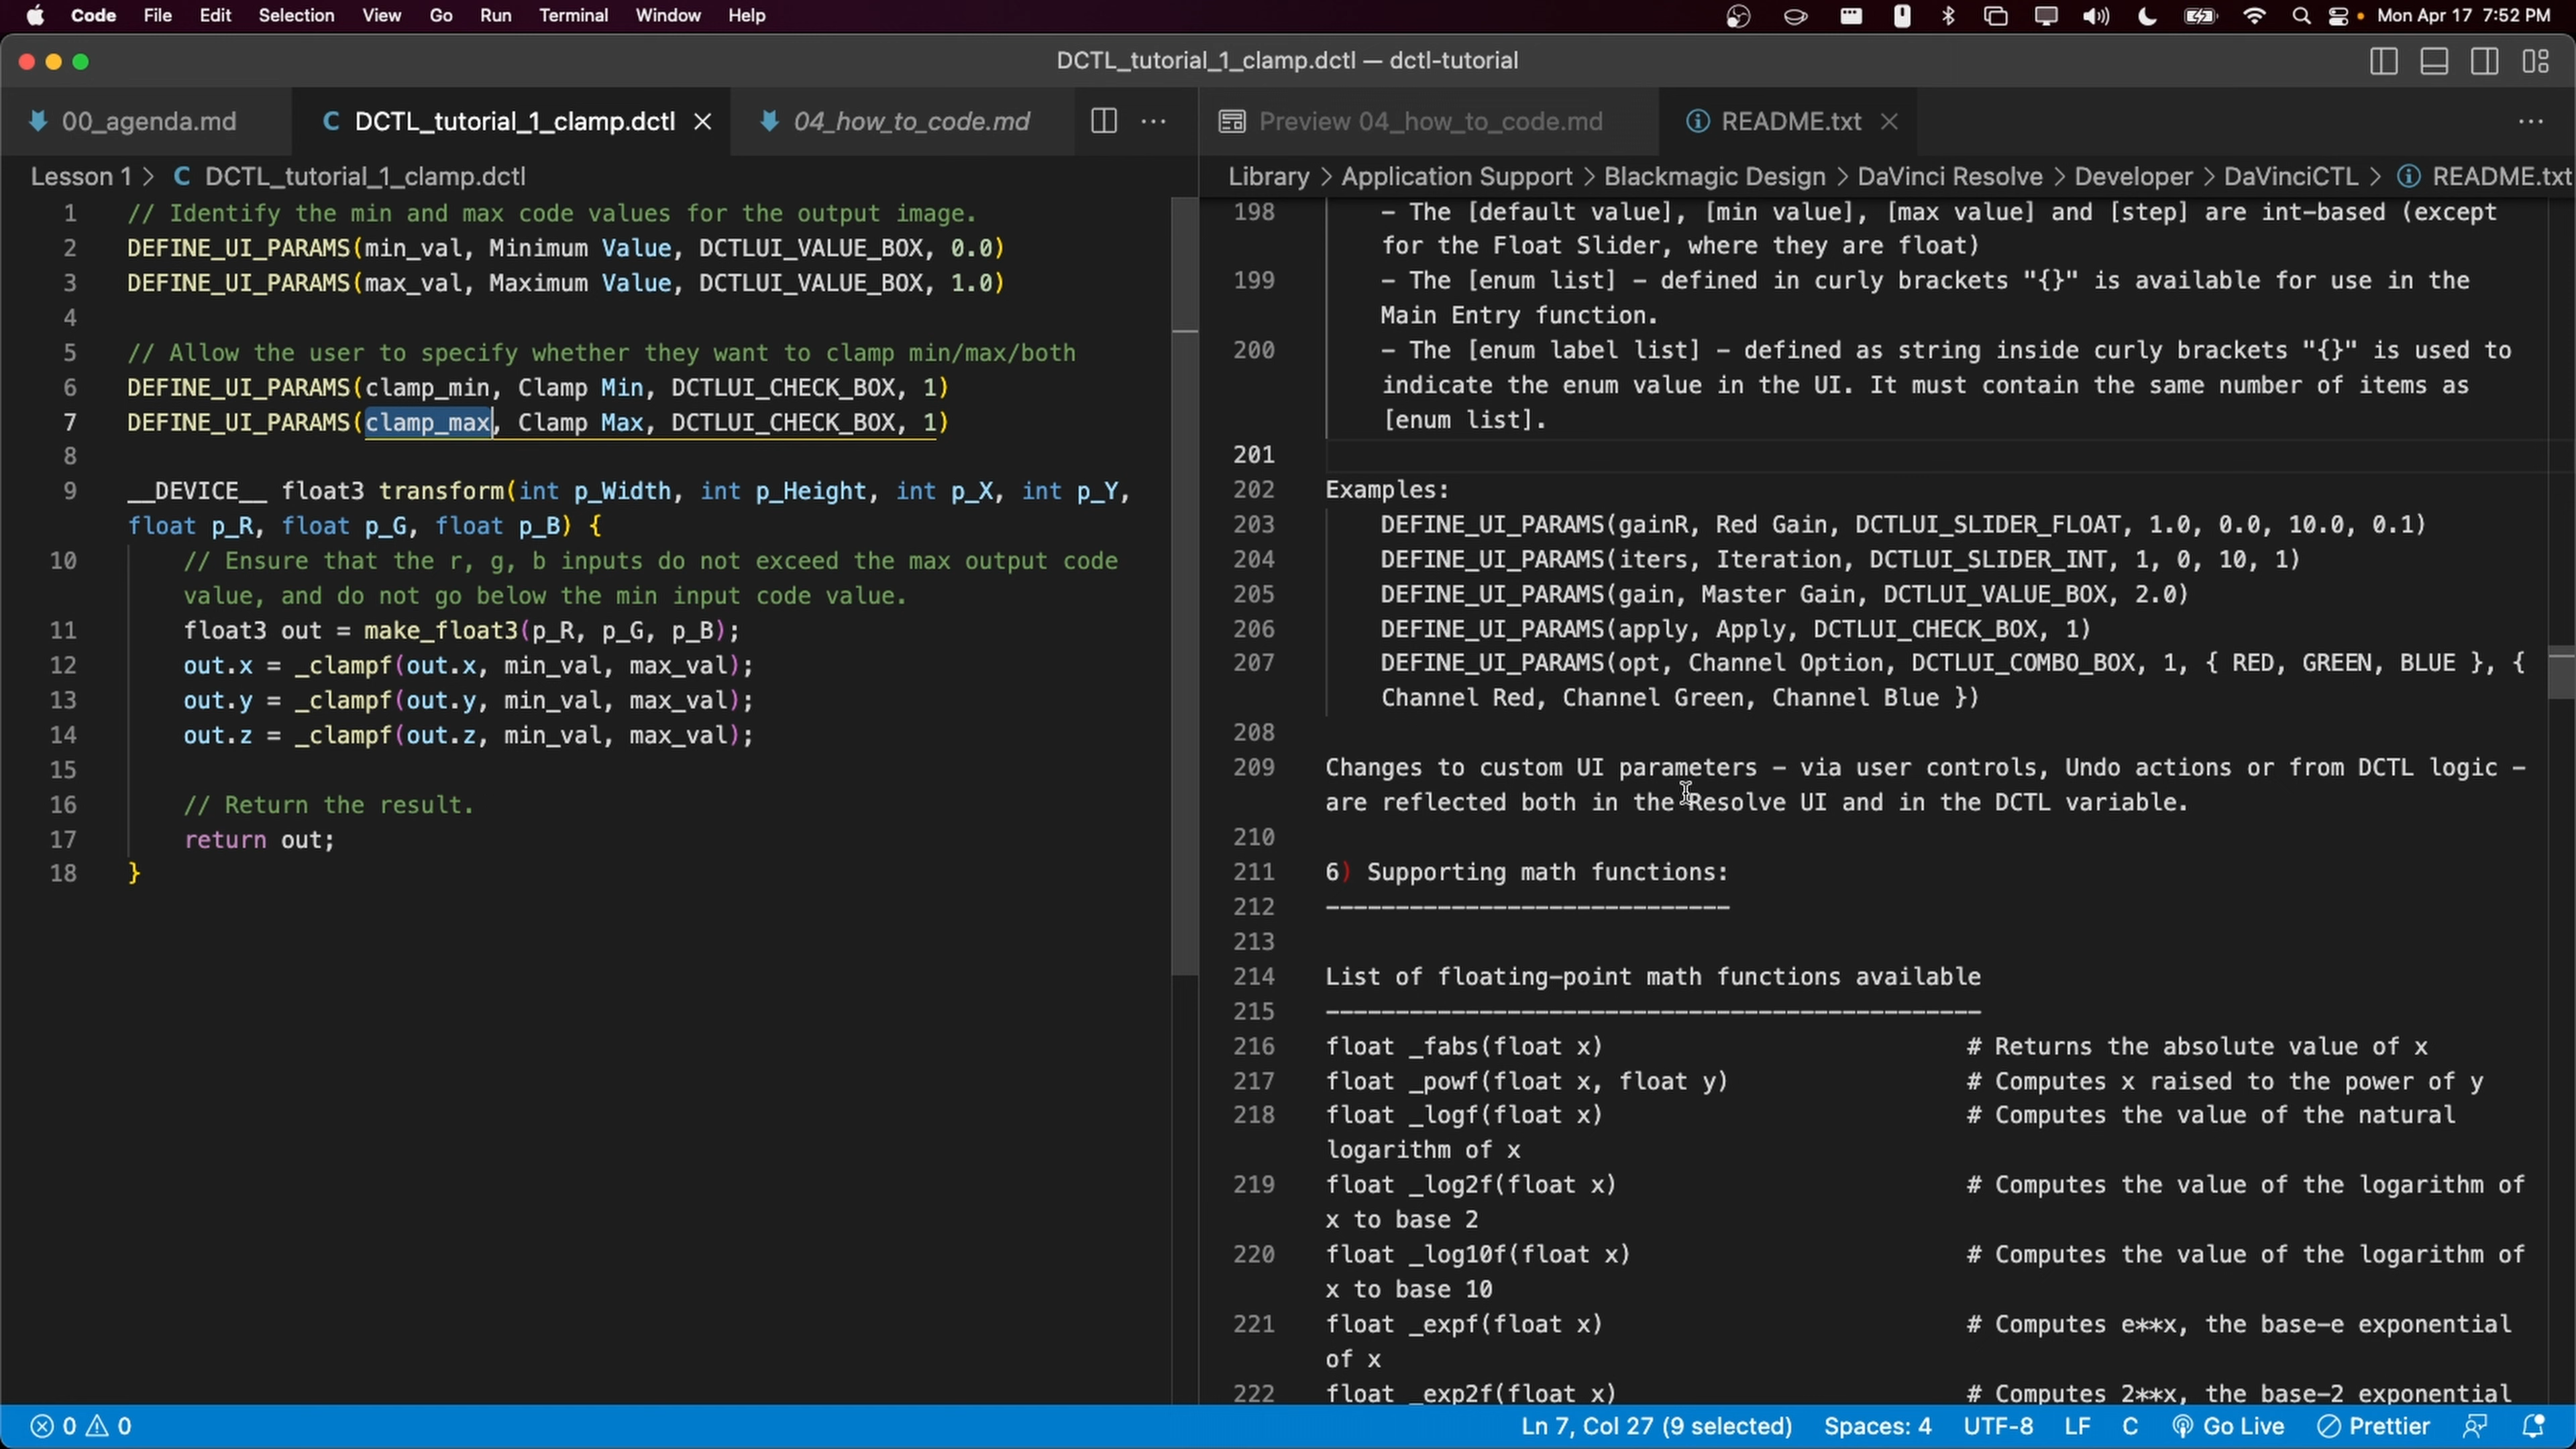 Code File Edit Selection View Go Run Terminal Window Help Mon Apr 17 7:52 PM
DCTL_tutorial_1_clamp.dctl — dctl-tutorial
00_agenda.md DCTL_tutorial_1_clamp.dctl 04_how_to_code.md
Lesson 1 > C DCTL_tutorial_1_clamp.dctl
1 // Identify the min and max code values for the output image.
2 DEFINE_UI_PARAMS(min_val, Minimum Value, DCTLUI_VALUE_BOX, 0.0)
3 DEFINE_UI_PARAMS(max_val, Maximum Value, DCTLUI_VALUE_BOX, 1.0)
4
5 // Allow the user to specify whether they want to clamp min/max/both
6 DEFINE_UI_PARAMS(clamp_min, Clamp Min, DCTLUI_CHECK_BOX, 1)
7 DEFINE_UI_PARAMS(clamp_max, Clamp Max, DCTLUI_CHECK_BOX, 1)
8
9 __DEVICE__ float3 transform(int p_Width, int p_Height, int p_X, int p_Y,
float p_R, float p_G, float p_B) {
10 // Ensure that the r, g, b inputs do not exceed the max output code
value, and do not go below the min input code value.
11 float3 out = make_float3(p_R, p_G, p_B);
12 out.x = _clampf(out.x, min_val, max_val);
13 out.y = _clampf(out.y, min_val, max_val);
14 out.z = _clampf(out.z, min_val, max_val);
15
16 // Return the result.
17 return out;
18 }
Preview 04_how_to_code.md README.txt
Library > Application Support > Blackmagic Design > DaVinci Resolve > Developer > DaVinciCTL > README.txt
198 – The [default value], [min value], [max value] and [step] are int-based (except
for the Float Slider, where they are float)
199 – The [enum list] – defined in curly brackets "{}" is available for use in the
Main Entry function.
200 – The [enum label list] – defined as string inside curly brackets "{}" is used to
indicate the enum value in the UI. It must contain the same number of items as
[enum list].
201
202 Examples:
203 DEFINE_UI_PARAMS(gainR, Red Gain, DCTLUI_SLIDER_FLOAT, 1.0, 0.0, 10.0, 0.1)
204 DEFINE_UI_PARAMS(iters, Iteration, DCTLUI_SLIDER_INT, 1, 0, 10, 1)
205 DEFINE_UI_PARAMS(gain, Master Gain, DCTLUI_VALUE_BOX, 2.0)
206 DEFINE_UI_PARAMS(apply, Apply, DCTLUI_CHECK_BOX, 1)
207 DEFINE_UI_PARAMS(opt, Channel Option, DCTLUI_COMBO_BOX, 1, { RED, GREEN, BLUE }, {
Channel Red, Channel Green, Channel Blue })
208
209 Changes to custom UI parameters – via user controls, Undo actions or from DCTL logic –
are reflected both in the Resolve UI and in the DCTL variable.
210
211 6) Supporting math functions:
212 -----------------------------
213
214 List of floating-point math functions available
215 -----------------------------------------------
216 float _fabs(float x) # Returns the absolute value of x
217 float _powf(float x, float y) # Computes x raised to the power of y
218 float _logf(float x) # Computes the value of the natural
logarithm of x
219 float _log2f(float x) # Computes the value of the logarithm of
x to base 2
220 float _log10f(float x) # Computes the value of the logarithm of
x to base 10
221 float _expf(float x) # Computes e**x, the base-e exponential
of x
222 float _exp2f(float x) # Computes 2**x, the base-2 exponential
0 0 Ln 7, Col 27 (9 selected) Spaces: 4 UTF-8 LF C Go Live Prettier